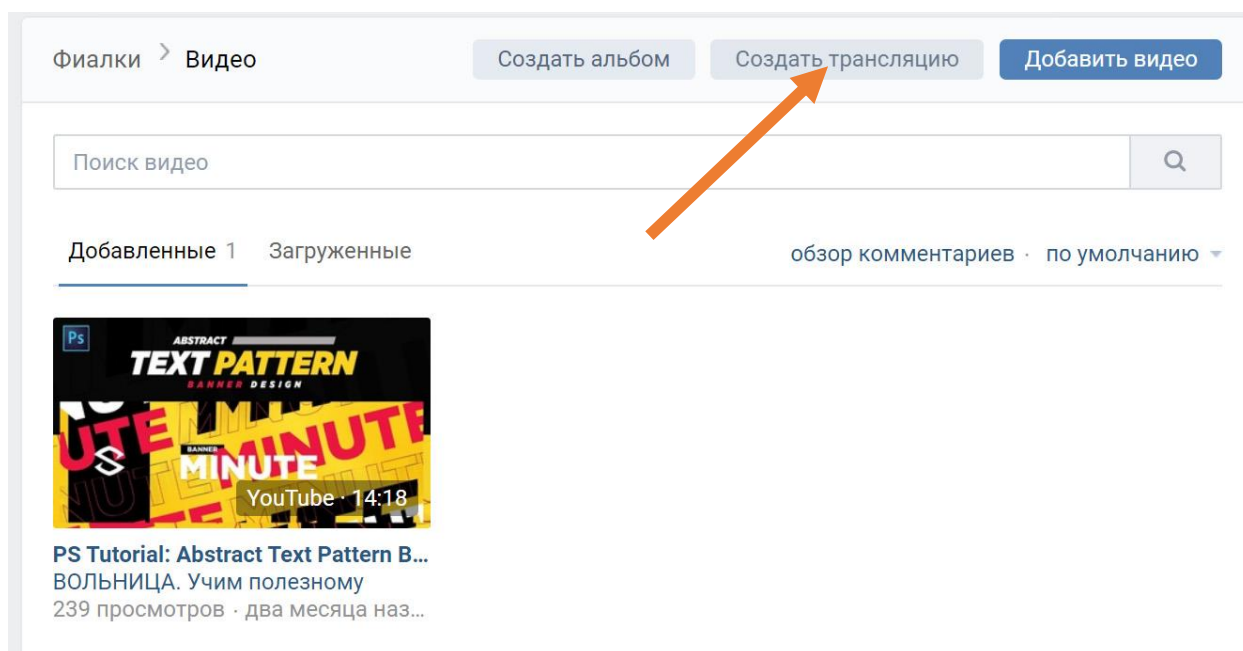 Фиалки > Видео
Создать альбом
Создать трансляцию
Добавить видео
Поиск видео
Добавленные 1 Загруженные
обзор комментариев · по умолчанию
Ps
ABSTRACT
TEXT PATTERN
BANNER DESIGN
MINUTE
UTE
BANNER
MINUTE
YouTube · 14:18
PS Tutorial: Abstract Text Pattern B...
ВОЛЬНИЦА. Учим полезному
239 просмотров · два месяца наз...